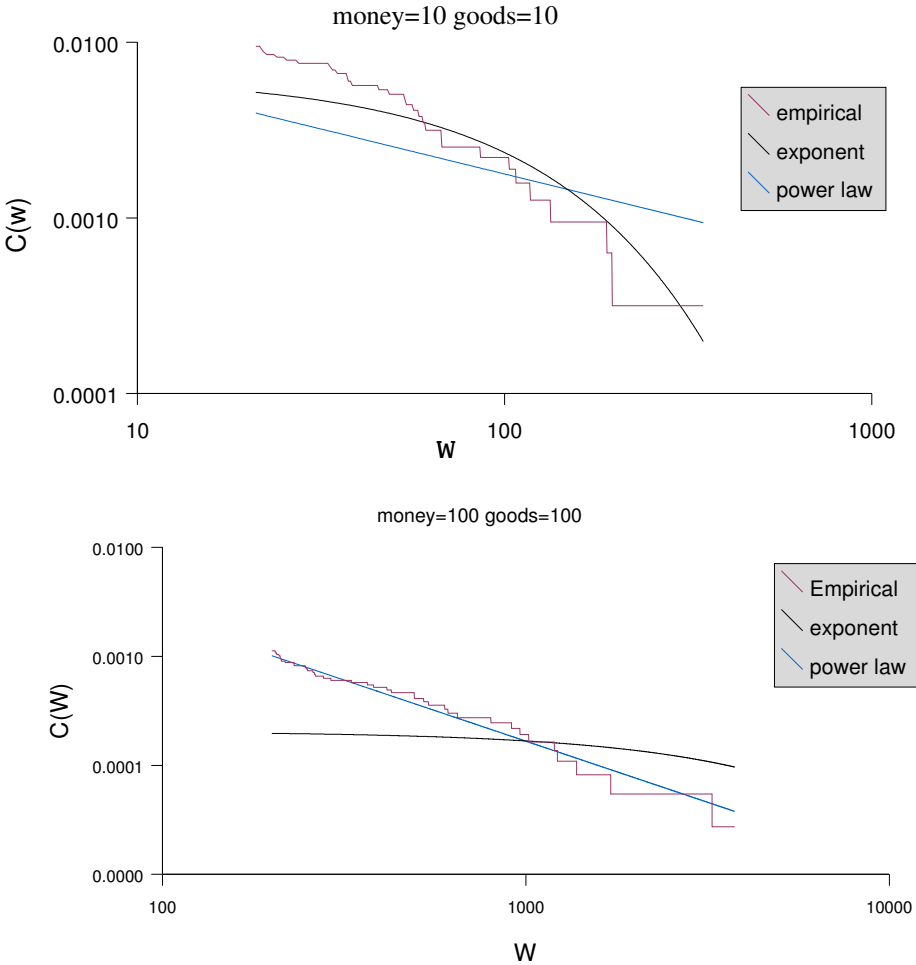 money=10 goods=10
0.0100
empirical
exponent
power law
C(w)
0.0010
0.0001
10
100
1000
W
money=100 goods=100
0.0100
Empirical
exponent
power law
0.0010
C(W)
0.0001
0.0000
100
1000
10000
W